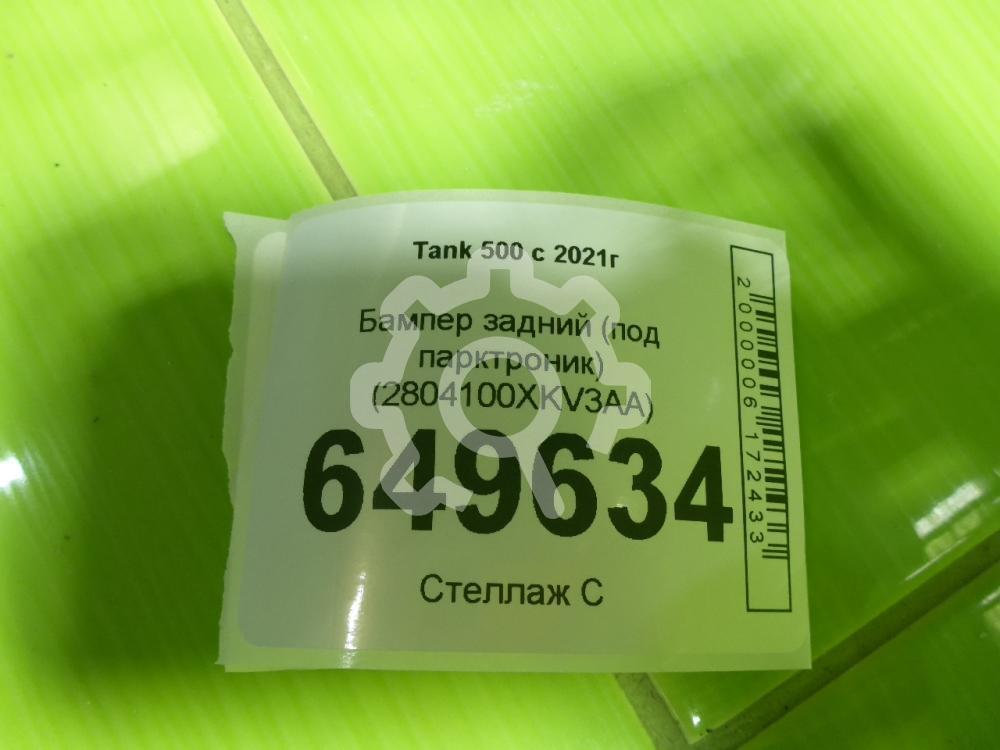 Tank 500 с 2021г
Бампер задний (под
парктроник)
(2804100XKV3AA)
649634
Стеллаж С
2000006172433